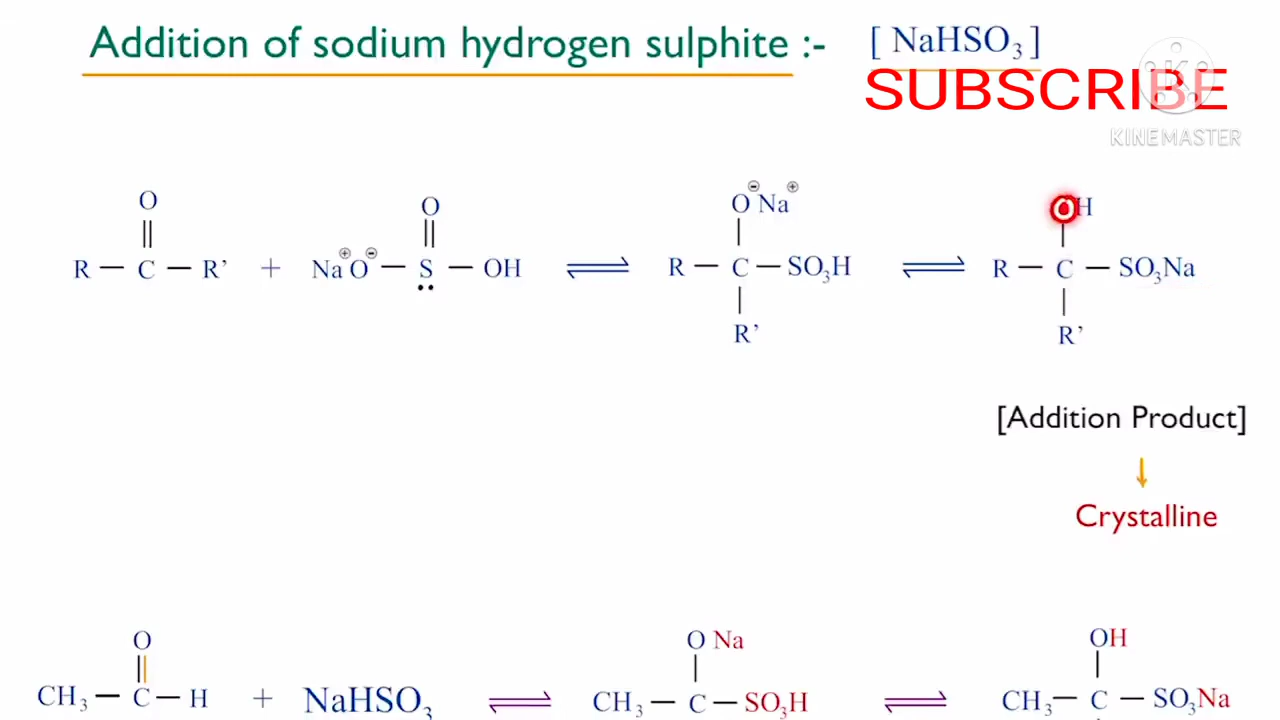 Addition of sodium hydrogen sulphite :- [ NaHSO₃ ]
SUBSCRIBE
K
KINEMASTER
O O O⊖ Na⊕ OH
R — C — R’ + Na⊕ O⊖ — S — OH ⇌ R — C — SO₃H ⇌ R — C — SO₃Na
R’ R’
[Addition Product]
↓
Crystalline
O O Na OH
CH₃ — C — H + NaHSO₃ ⇌ CH₃ — C — SO₃H ⇌ CH₃ — C — SO₃Na